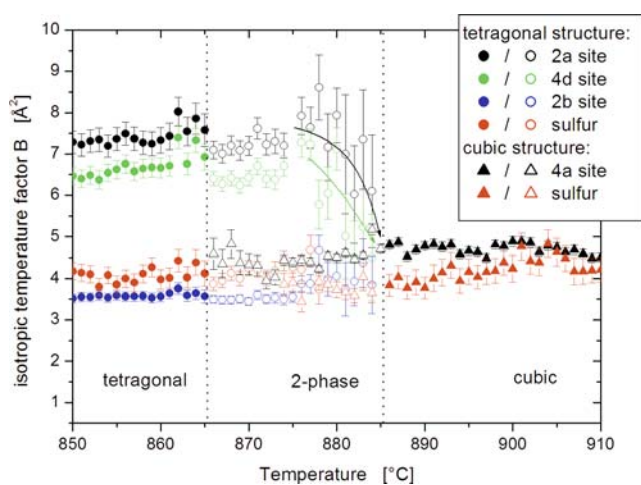 isotropic temperature factor B [Å²]
10
9
8
7
6
5
4
3
2
tetragonal structure:
/ 2a site
/ 4d site
/ 2b site
/ sulfur
cubic structure:
/ 4a site
/ sulfur
tetragonal
2-phase
cubic
850 860 870 880 890 900 910
Temperature [°C]